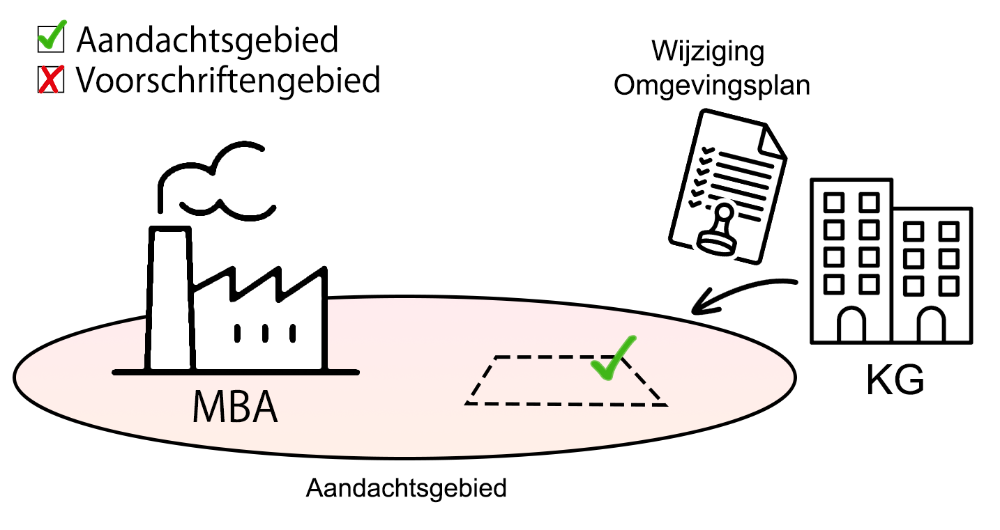 Aandachtsgebied
Voorschriftengebied
Wijziging
Omgevingsplan
MBA
KG
Aandachtsgebied